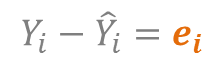 Yᵢ − Ŷᵢ = eᵢ